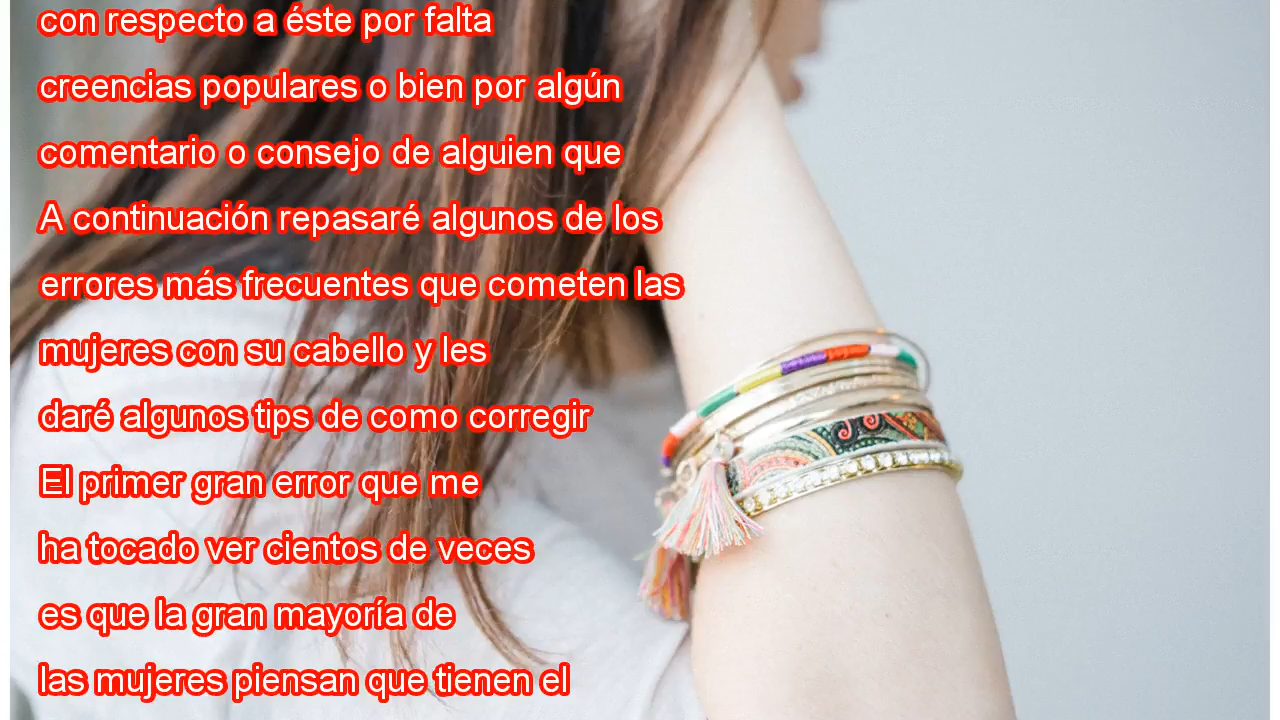 con respecto a éste por falta
creencias populares o bien por algún
comentario o consejo de alguien que
A continuación repasaré algunos de los
errores más frecuentes que cometen las
mujeres con su cabello y les
daré algunos tips de como corregir
El primer gran error que me
ha tocado ver cientos de veces
es que la gran mayoría de
las mujeres piensan que tienen el